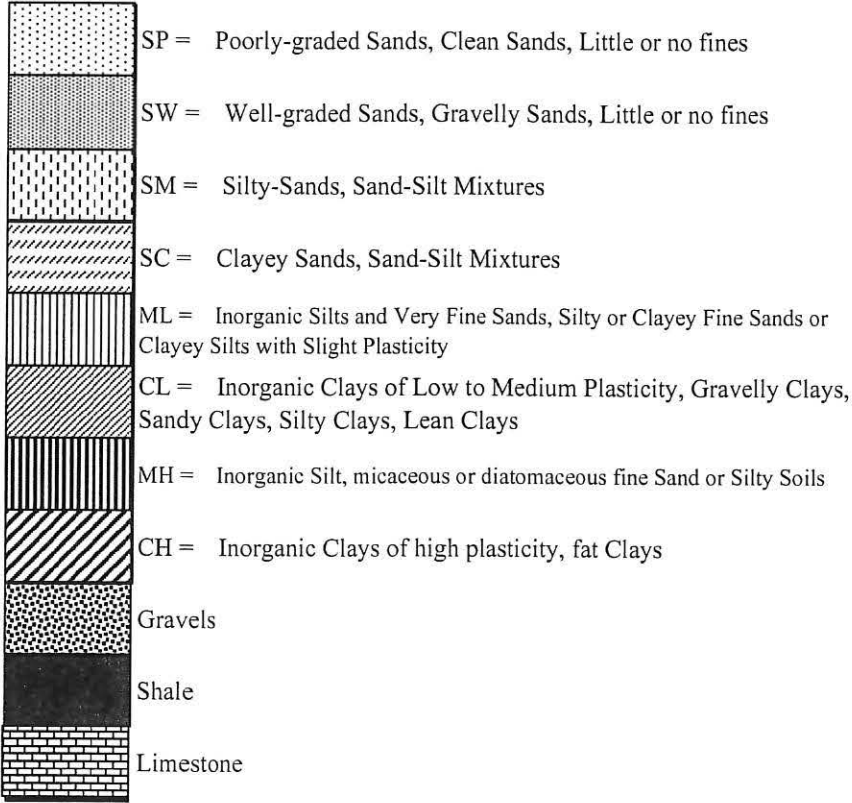 SP = Poorly-graded Sands, Clean Sands, Little or no fines
SW = Well-graded Sands, Gravelly Sands, Little or no fines
SM = Silty-Sands, Sand-Silt Mixtures
SC = Clayey Sands, Sand-Silt Mixtures
ML = Inorganic Silts and Very Fine Sands, Silty or Clayey Fine Sands or
Clayey Silts with Slight Plasticity
CL = Inorganic Clays of Low to Medium Plasticity, Gravelly Clays,
Sandy Clays, Silty Clays, Lean Clays
MH = Inorganic Silt, micaceous or diatomaceous fine Sand or Silty Soils
CH = Inorganic Clays of high plasticity, fat Clays
Gravels
Shale
Limestone